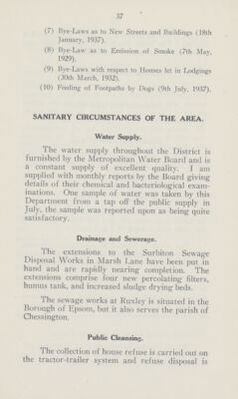 37
(7) Bye-Laws as to New Streets and Buildings (18th
January, 1937).
(8) Bye-Law as to Emission of Smoke (7th May,
1929).
(9) Bye-Laws with respect to Houses let in Lodgings
(30th March, 1932).
(10) Fouling of Footpaths by Dogs (9th July, 1937).
SANITARY CIRCUMSTANCES OF THE AREA.
Water Supply.
The water supply throughout the District is
furnished by the Metropolitan Water Board and is
a constant supply of excellent quality. I am
supplied with monthly reports by the Board giving
details of their chemical and bacteriological exam-
inations. One sample of water was taken by this
Department from a tap off the public supply in
July, the sample was reported upon as being quite
satisfactory.
Drainage and Sewerage.
The extensions to the Surbiton Sewage
Disposal Works in Marsh Lane have been put in
hand and are rapidly nearing completion. The
extensions comprise four new percolating filters,
humus tank, and increased sludge drying beds.
The sewage works at Ruxley is situated in the
Borough of Epsom, but it also serves the parish of
Chessington.
Public Cleansing.
The collection of house refuse is carried out on
the tractor-trailer system and refuse disposal is